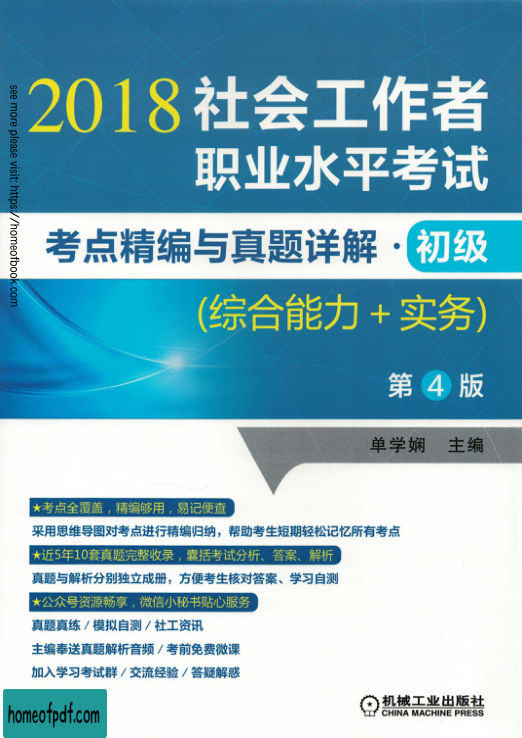 2018 社会工作者
职业水平考试
考点精编与真题详解·初级
(综合能力+实务)
第4版
单学娴 主编
★考点全覆盖，精编够用，易记便查
采用思维导图对考点进行精编归纳，帮助考生短期轻松记忆所有考点
★近5年10套真题完整收录，囊括考试分析、答案、解析
真题与解析分别独立成册，方便考生核对答案、学习自测
★公众号资源畅享，微信小秘书贴心服务
真题真练 / 模拟自测 / 社工资讯
主编奉送真题解析音频 / 考前免费微课
加入学习考试群 / 交流经验 / 答疑解惑
机械工业出版社
CHINA MACHINE PRESS
see more please visit: https://homeofbook.com
homeofpdf.com